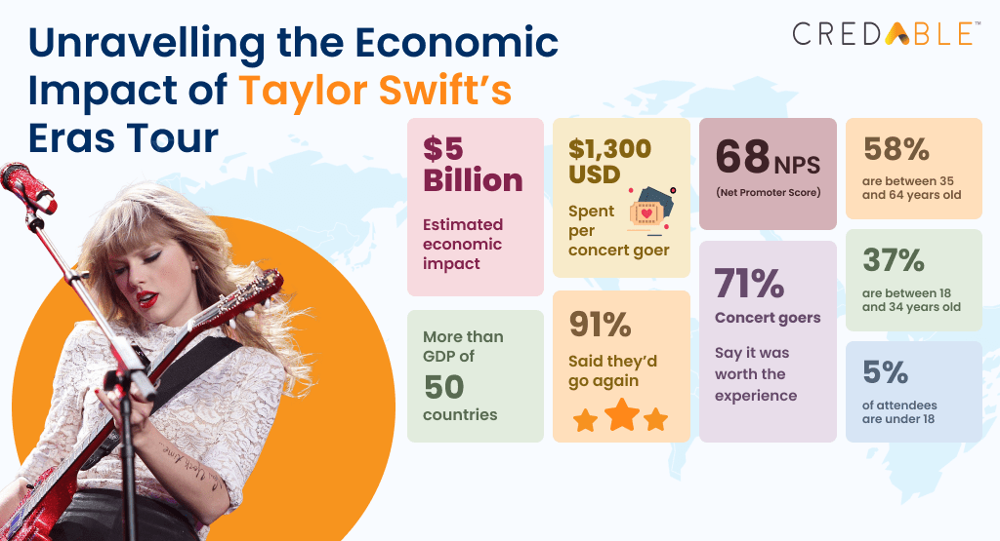 Unravelling the Economic
Impact of Taylor Swift's
Eras Tour
CREDABLE™
$5
Billion
Estimated
economic
impact
More than
GDP of
50
countries
$1,300
USD
Spent
per
concert goer
91%
Said they'd
go again
68 NPS
(Net Promoter Score)
71%
Concert goers
Say it was
worth the
experience
58%
are between 35
and 64 years old
37%
are between 18
and 34 years old
5%
of attendees
are under 18